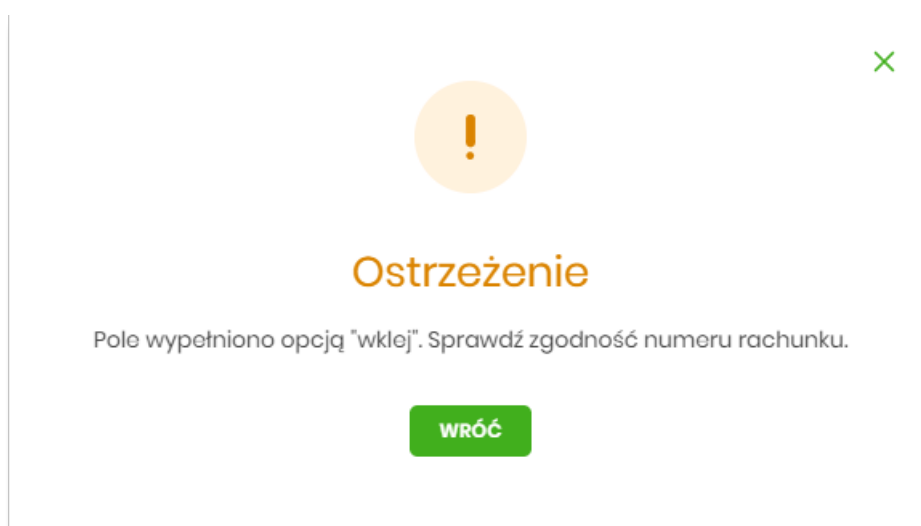 Ostrzeżenie
Pole wypełniono opcją "wklej". Sprawdź zgodność numeru rachunku.
WRÓĆ